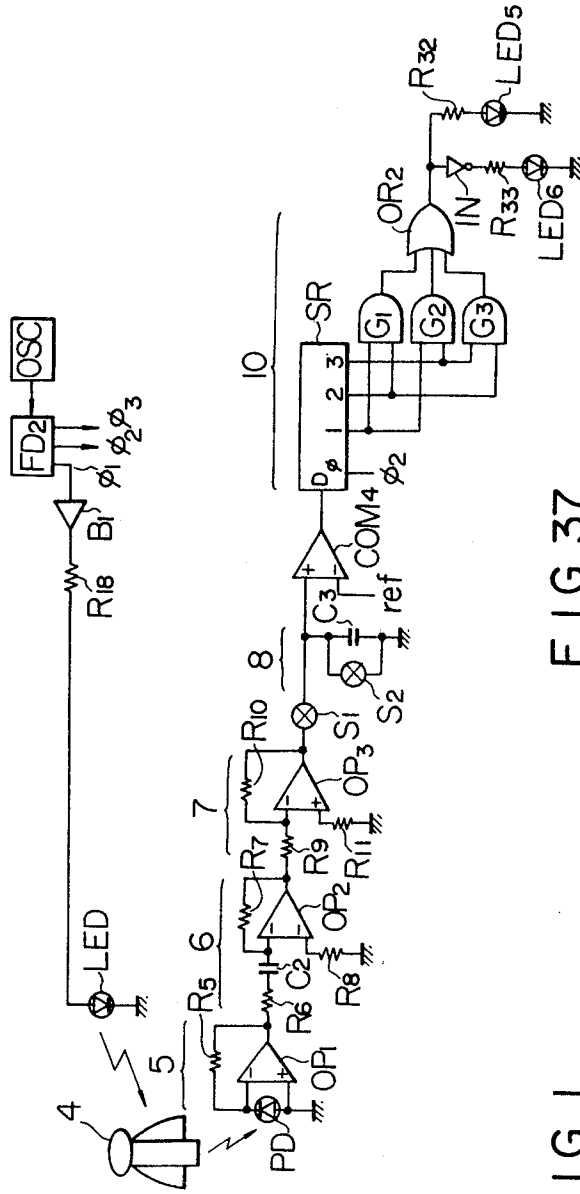 OSC
FD2
φ1
φ2
φ3
B1
R18
LED
4
5
6
7
8
10
PD
R5
OP1
R6
C2
R7
OP2
R8
R9
R10
OP3
R11
S1
S2
C3
ref
COM4
+
−
D
φ
1
2
3
SR
φ2
G1
G2
G3
OR2
IN
R32
R33
LED5
LED6
FIG.37
IG.1